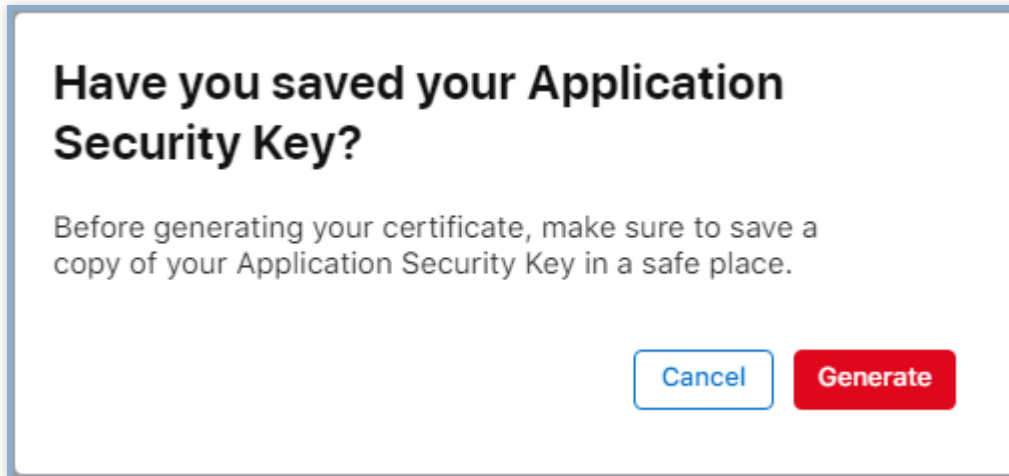 Have you saved your Application
Security Key?
Before generating your certificate, make sure to save a
copy of your Application Security Key in a safe place.
Cancel
Generate